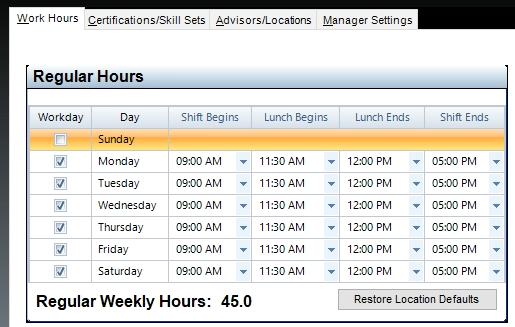 Work Hours Certifications/Skill Sets Advisors/Locations Manager Settings
Regular Hours
Workday Day Shift Begins Lunch Begins Lunch Ends Shift Ends
Sunday
Monday 09:00 AM 11:30 AM 12:00 PM 05:00 PM
Tuesday 09:00 AM 11:30 AM 12:00 PM 05:00 PM
Wednesday 09:00 AM 11:30 AM 12:00 PM 05:00 PM
Thursday 09:00 AM 11:30 AM 12:00 PM 05:00 PM
Friday 09:00 AM 11:30 AM 12:00 PM 05:00 PM
Saturday 09:00 AM 11:30 AM 12:00 PM 05:00 PM
Regular Weekly Hours: 45.0 Restore Location Defaults